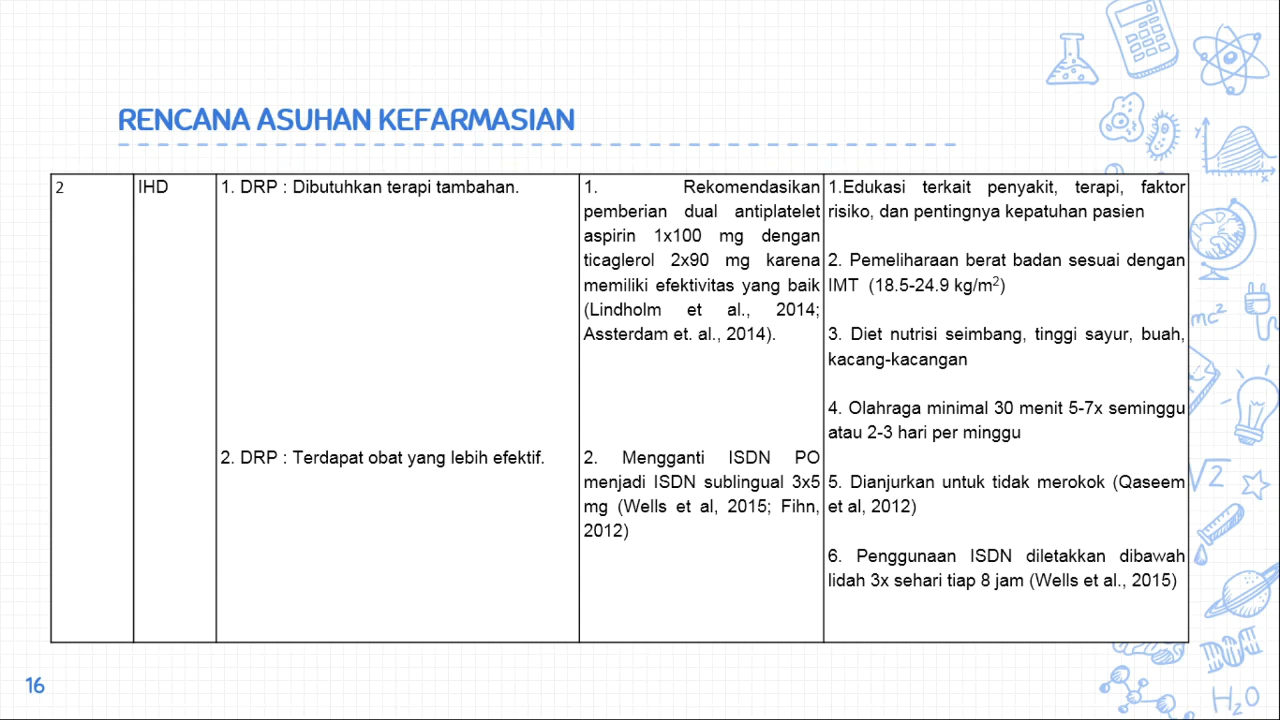 RENCANA ASUHAN KEFARMASIAN
2
IHD
1. DRP : Dibutuhkan terapi tambahan.
2. DRP : Terdapat obat yang lebih efektif.
1. Rekomendasikan
pemberian dual antiplatelet
aspirin 1x100 mg dengan
ticaglerol 2x90 mg karena
memiliki efektivitas yang baik
(Lindholm et al., 2014;
Assterdam et. al., 2014).
2. Mengganti ISDN PO
menjadi ISDN sublingual 3x5
mg (Wells et al, 2015; Fihn,
2012)
1.Edukasi terkait penyakit, terapi, faktor
risiko, dan pentingnya kepatuhan pasien
2. Pemeliharaan berat badan sesuai dengan
IMT (18.5-24.9 kg/m²)
3. Diet nutrisi seimbang, tinggi sayur, buah,
kacang-kacangan
4. Olahraga minimal 30 menit 5-7x seminggu
atau 2-3 hari per minggu
5. Dianjurkan untuk tidak merokok (Qaseem
et al, 2012)
6. Penggunaan ISDN diletakkan dibawah
lidah 3x sehari tiap 8 jam (Wells et al., 2015)
16
y
x
mc²
√2
H₂O